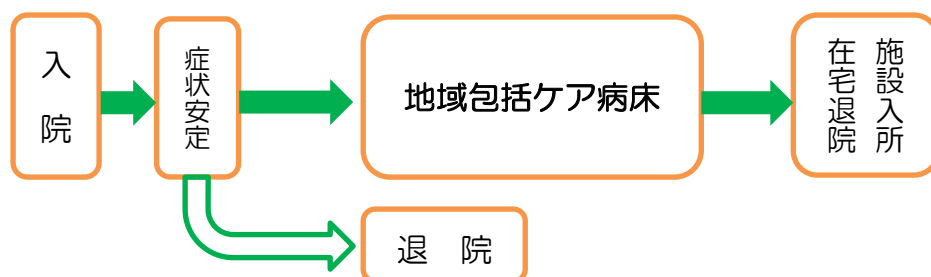 入院
症状安定
地域包括ケア病床
施設入所
在宅退院
退 院